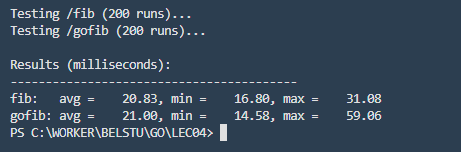 Testing /fib (200 runs)...
Testing /gofib (200 runs)...
Results (milliseconds):
----------------------------------------
fib:   avg =    20.83, min =    16.80, max =    31.08
gofib: avg =    21.00, min =    14.58, max =    59.06
PS C:\WORKER\BELSTU\GO\LEC04>